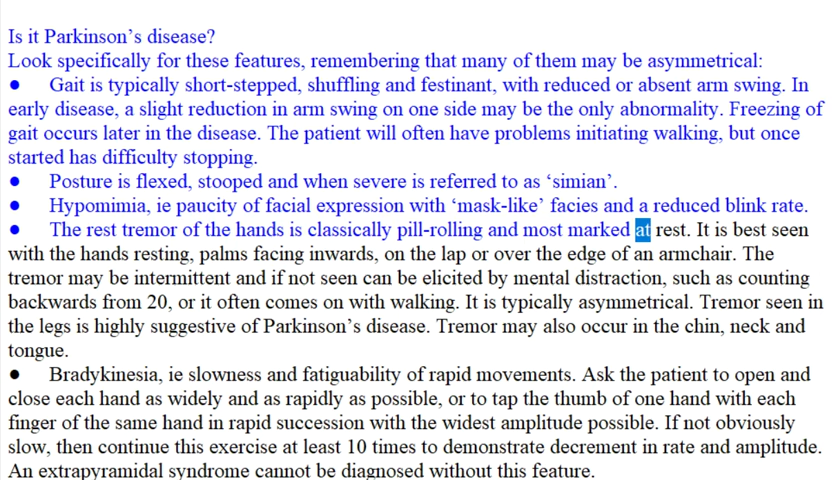 Is it Parkinson's disease?
Look specifically for these features, remembering that many of them may be asymmetrical:
● Gait is typically short-stepped, shuffling and festinant, with reduced or absent arm swing. In
early disease, a slight reduction in arm swing on one side may be the only abnormality. Freezing of
gait occurs later in the disease. The patient will often have problems initiating walking, but once
started has difficulty stopping.
● Posture is flexed, stooped and when severe is referred to as ‘simian’.
● Hypomimia, ie paucity of facial expression with ‘mask-like’ facies and a reduced blink rate.
● The rest tremor of the hands is classically pill-rolling and most marked at rest. It is best seen
with the hands resting, palms facing inwards, on the lap or over the edge of an armchair. The
tremor may be intermittent and if not seen can be elicited by mental distraction, such as counting
backwards from 20, or it often comes on with walking. It is typically asymmetrical. Tremor seen in
the legs is highly suggestive of Parkinson's disease. Tremor may also occur in the chin, neck and
tongue.
● Bradykinesia, ie slowness and fatiguability of rapid movements. Ask the patient to open and
close each hand as widely and as rapidly as possible, or to tap the thumb of one hand with each
finger of the same hand in rapid succession with the widest amplitude possible. If not obviously
slow, then continue this exercise at least 10 times to demonstrate decrement in rate and amplitude.
An extrapyramidal syndrome cannot be diagnosed without this feature.